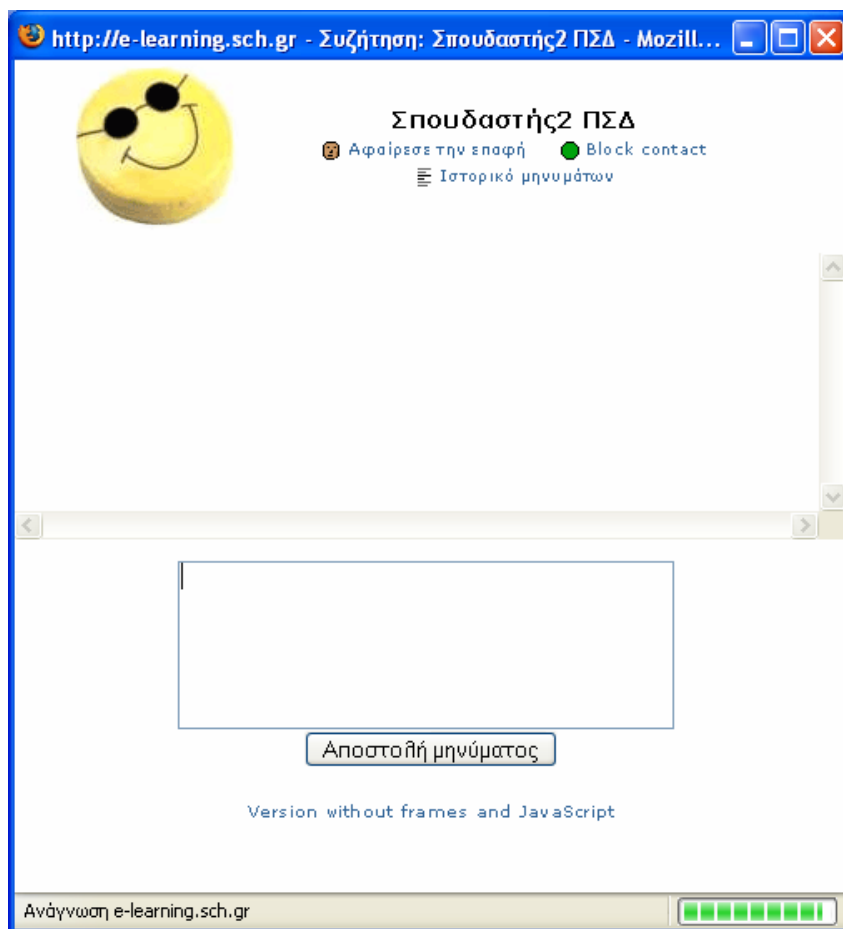 http://e-learning.sch.gr - Συζήτηση: Σπουδαστής2 ΠΣΔ - Mozill...
Σπουδαστής2 ΠΣΔ
Αφαίρεσε την επαφή Block contact
Ιστορικό μηνυμάτων
Αποστολή μηνύματος
Version without frames and JavaScript
Ανάγνωση e-learning.sch.gr